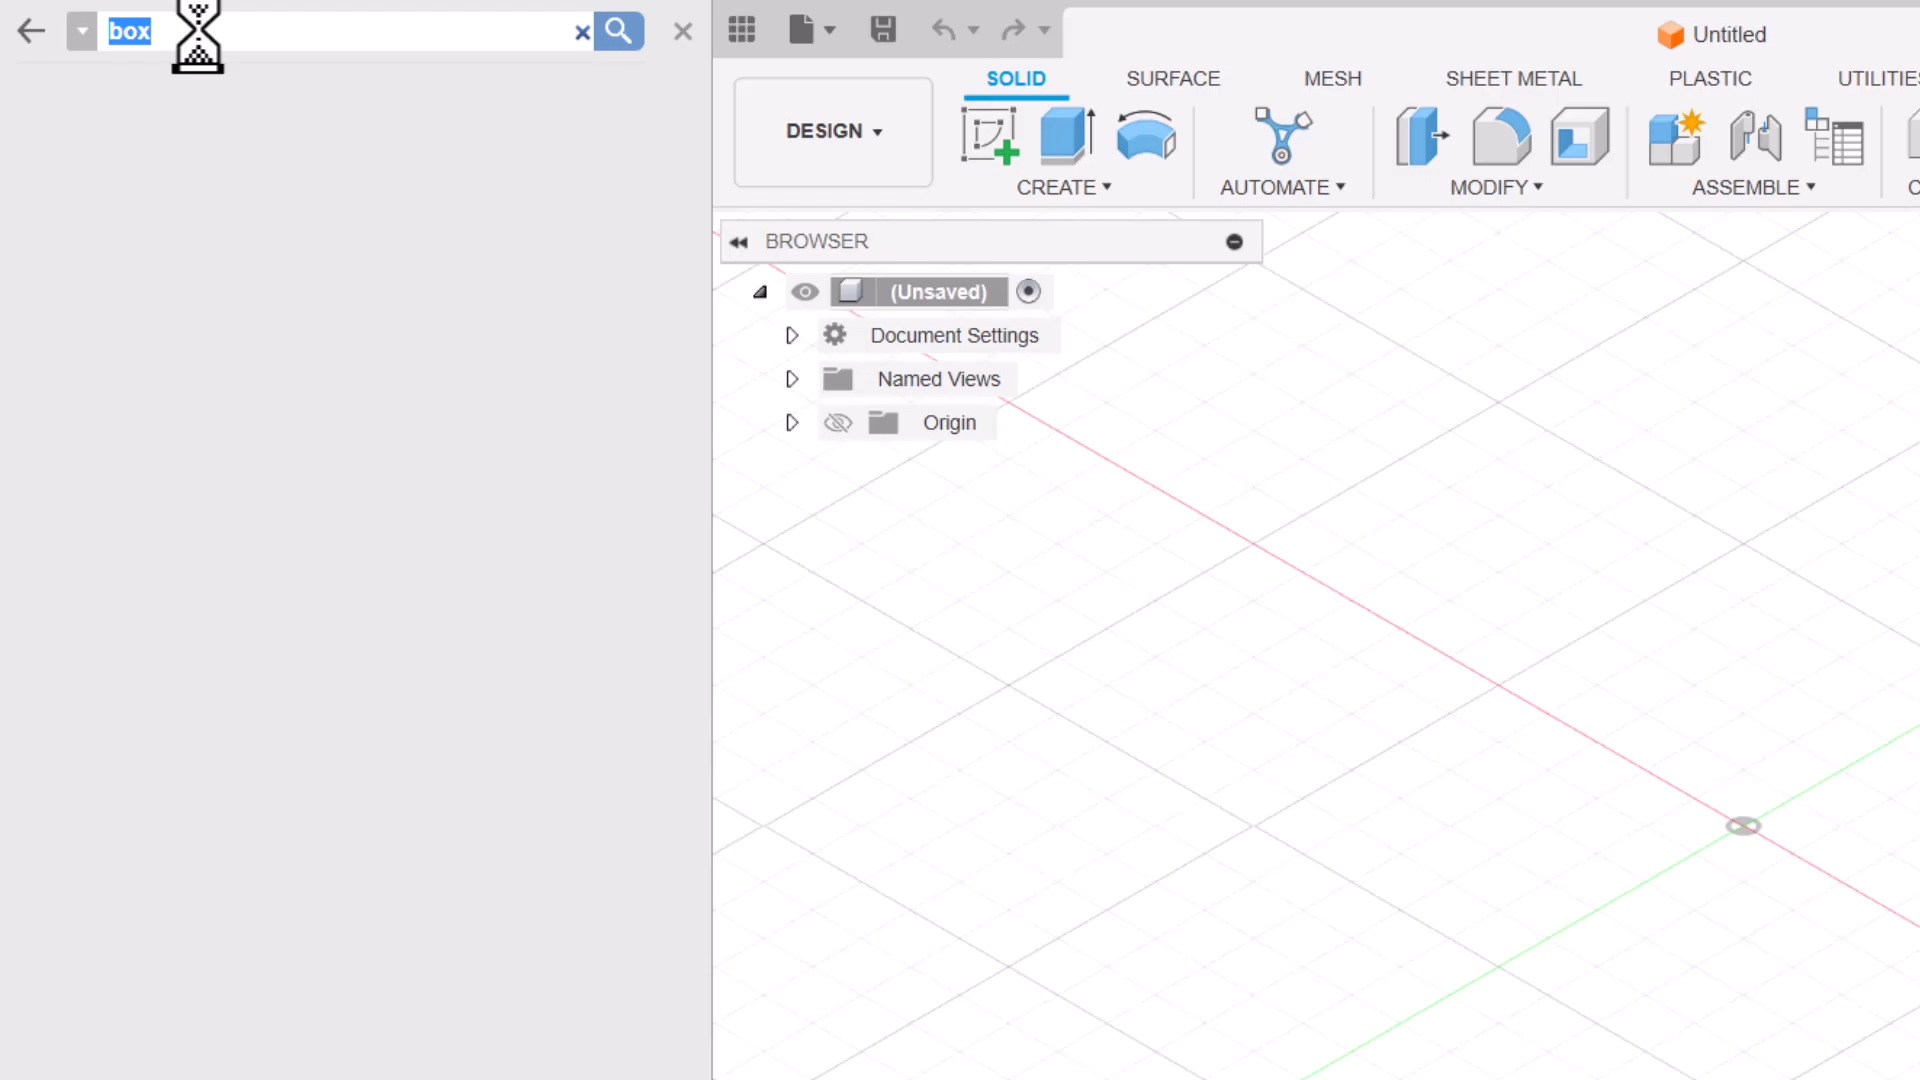 box
Untitled
DESIGN
SOLID
SURFACE
MESH
SHEET METAL
PLASTIC
UTILITIES
CREATE
AUTOMATE
MODIFY
ASSEMBLE
C
BROWSER
(Unsaved)
Document Settings
Named Views
Origin